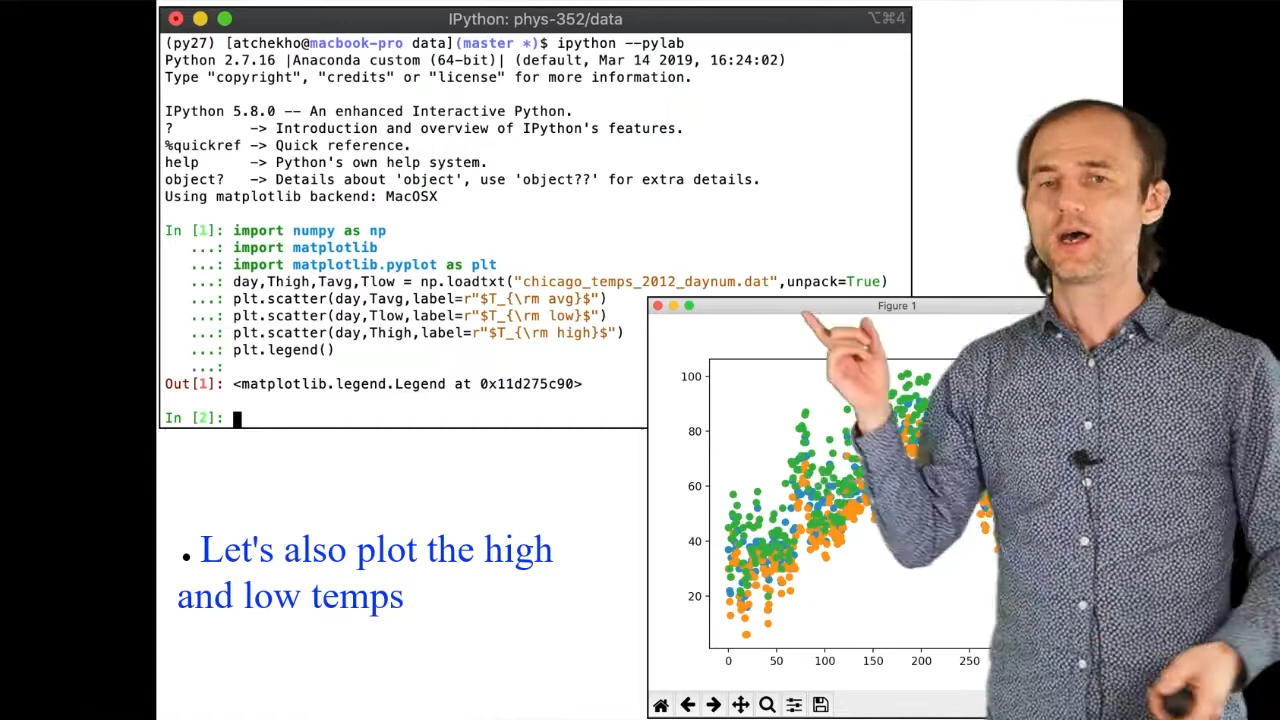 IPython: phys-352/data
⌥⌘4
(py27) [atchekho@macbook-pro data](master *)$ ipython --pylab
Python 2.7.16 |Anaconda custom (64-bit)| (default, Mar 14 2019, 16:24:02)
Type "copyright", "credits" or "license" for more information.
IPython 5.8.0 -- An enhanced Interactive Python.
?         -> Introduction and overview of IPython's features.
%quickref -> Quick reference.
help      -> Python's own help system.
object?   -> Details about 'object', use 'object??' for extra details.
Using matplotlib backend: MacOSX
In [1]: import numpy as np
   ...: import matplotlib
   ...: import matplotlib.pyplot as plt
   ...: day,Thigh,Tavg,Tlow = np.loadtxt("chicago_temps_2012_daynum.dat",unpack=True)
   ...: plt.scatter(day,Tavg,label=r"$T_{\rm avg}$")
   ...: plt.scatter(day,Tlow,label=r"$T_{\rm low}$")
   ...: plt.scatter(day,Thigh,label=r"$T_{\rm high}$")
   ...: plt.legend()
   ...:
Out[1]: <matplotlib.legend.Legend at 0x11d275c90>
In [2]:
Figure 1
100
80
60
40
20
0 50 100 150 200 250
• Let's also plot the high
and low temps